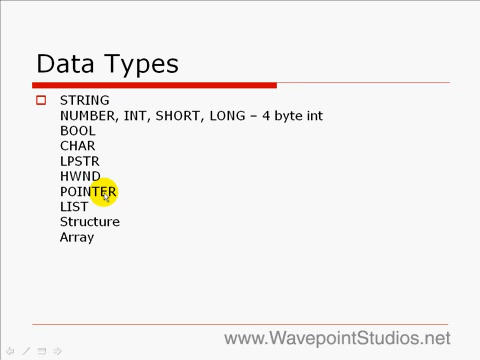 Data Types
STRING
NUMBER, INT, SHORT, LONG – 4 byte int
BOOL
CHAR
LPSTR
HWND
POINTER
LIST
Structure
Array
www.WavepointStudios.net